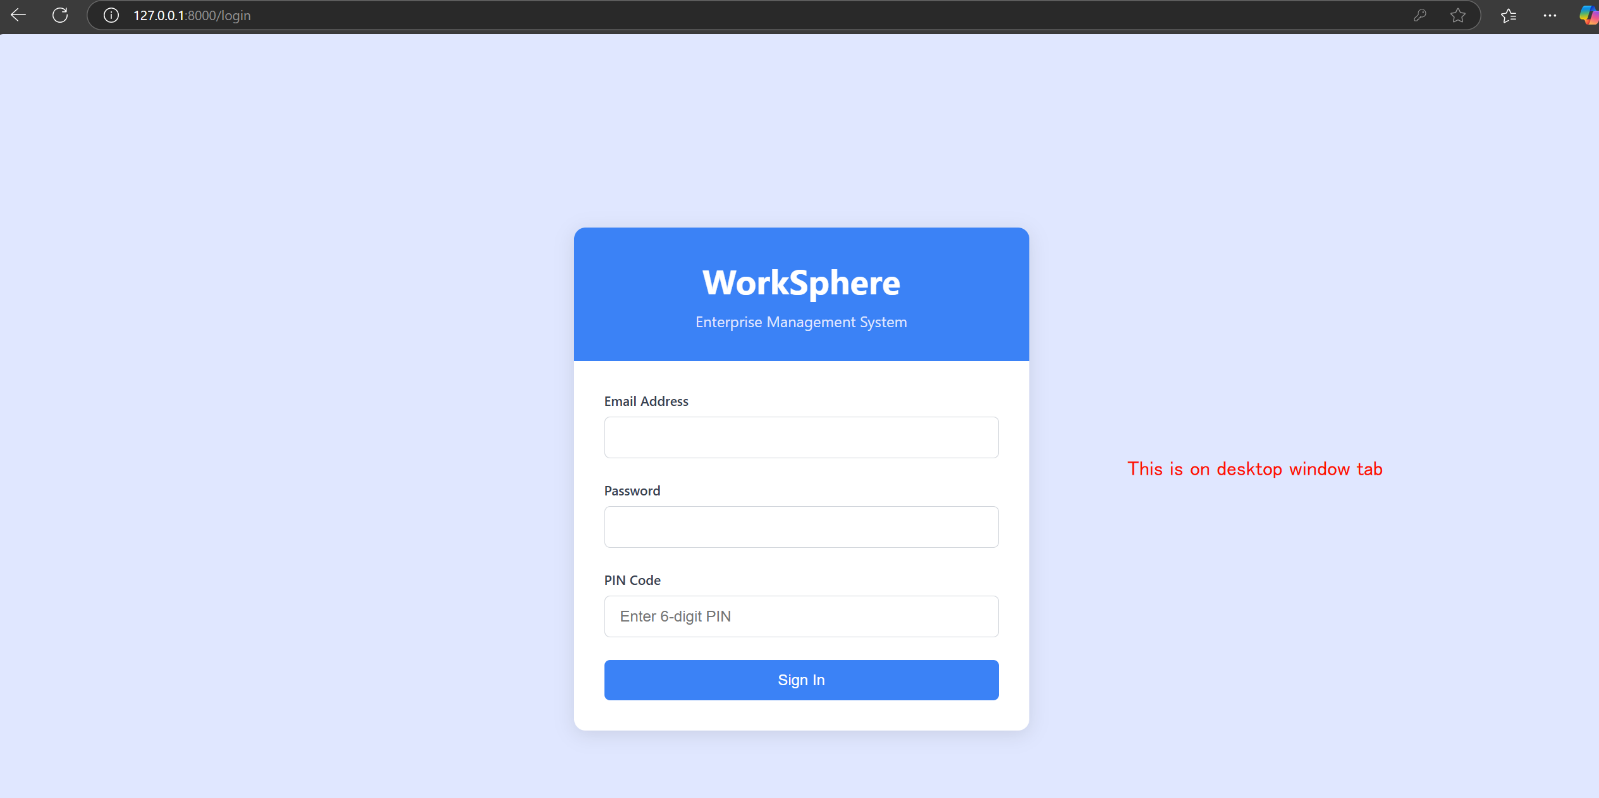 127.0.0.1:8000/login
WorkSphere
Enterprise Management System
Email Address
Password
This is on desktop window tab
PIN Code
Enter 6-digit PIN
Sign In